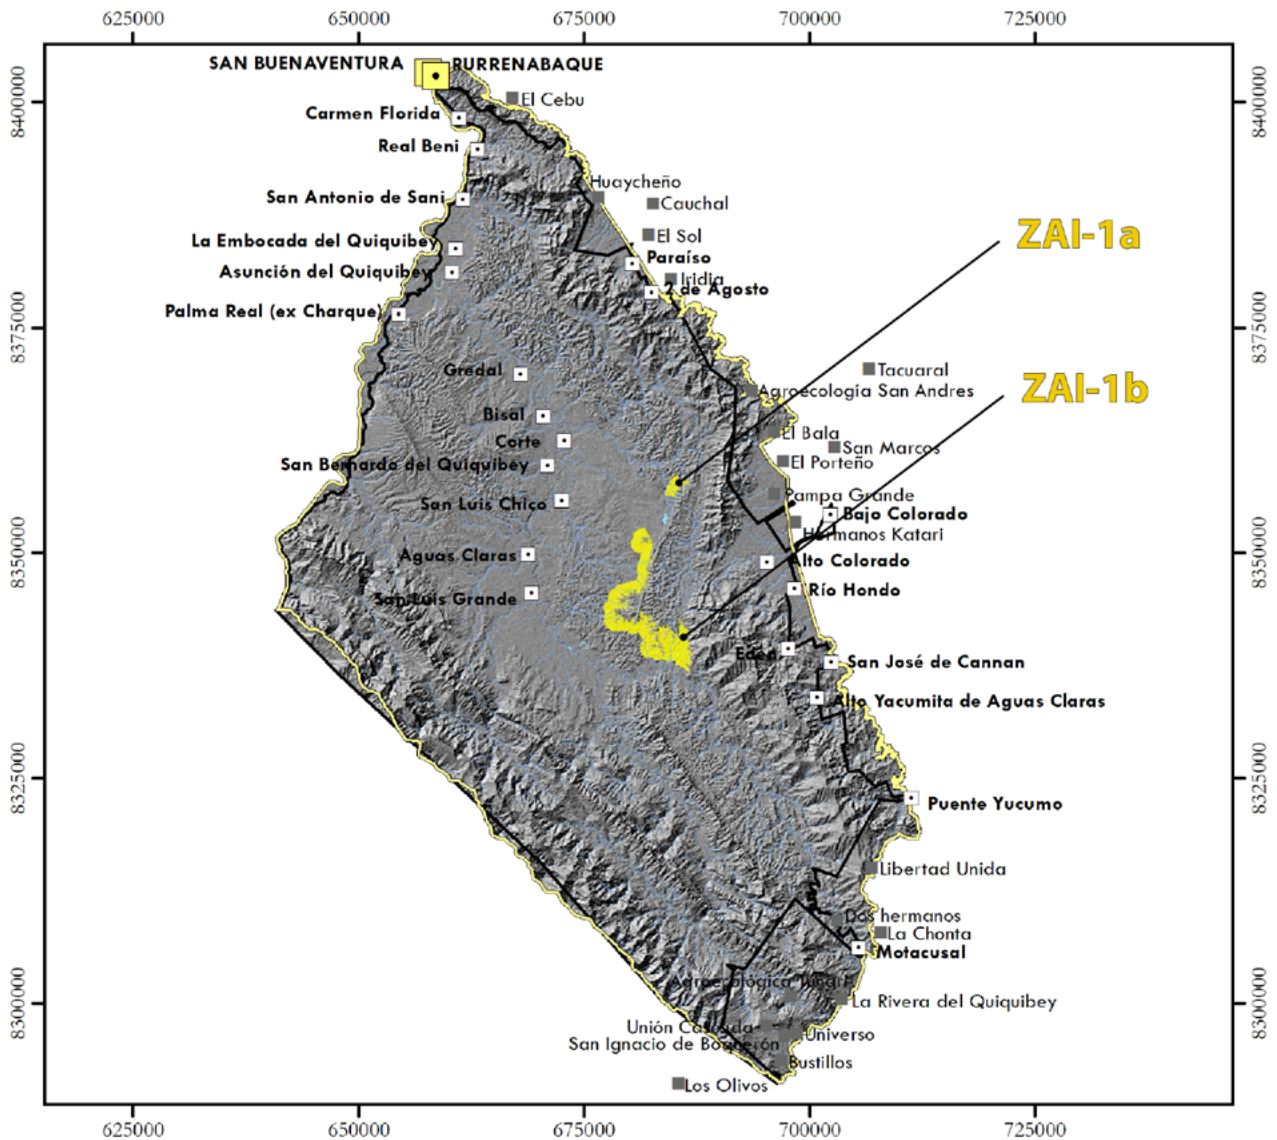 625000 650000 675000 700000 725000
SAN BUENAVENTURA RURRENABAQUE
El Cebu
8400000 8400000
Carmen Florida
Real Beni
Huaycheño
San Antonio de Sani
Cauchal
ZAI-1a
El Sol
La Embocada del Quiquibey
Paraíso
Asunción del Quiquibey
Iridia
2 de Agosto
Palma Real (ex Charque)
8375000 8375000
Gredal
Tacuaral
Agroecología San Andres
ZAI-1b
Bisal
El Bala
Corte
San Marcos
San Bernardo del Quiquibey
El Porteño
Pampa Grande
San Luis Chico
Bajo Colorado
Hermanos Katari
8350000 8350000
Aguas Claras
Alto Colorado
Río Hondo
San Luis Grande
Eden
San José de Cannan
Alto Yacumita de Aguas Claras
8325000 8325000
Puente Yucumo
Libertad Unida
Dos hermanos
La Chonta
Motacusal
Agroecológica Tunari
8300000 8300000
La Rivera del Quiquibey
Unión Cascada
Universo
San Ignacio de Boquerón
Bustillos
Los Olivos
625000 650000 675000 700000 725000